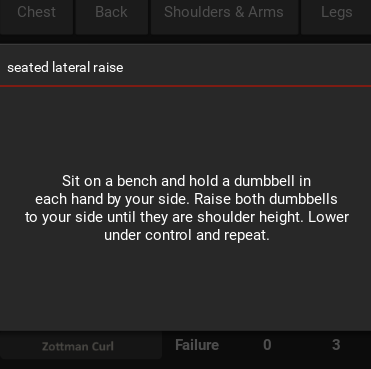 Chest Back Shoulders & Arms Legs
seated lateral raise
Sit on a bench and hold a dumbbell in
each hand by your side. Raise both dumbbells
to your side until they are shoulder height. Lower
under control and repeat.
Zottman Curl Failure 0 3